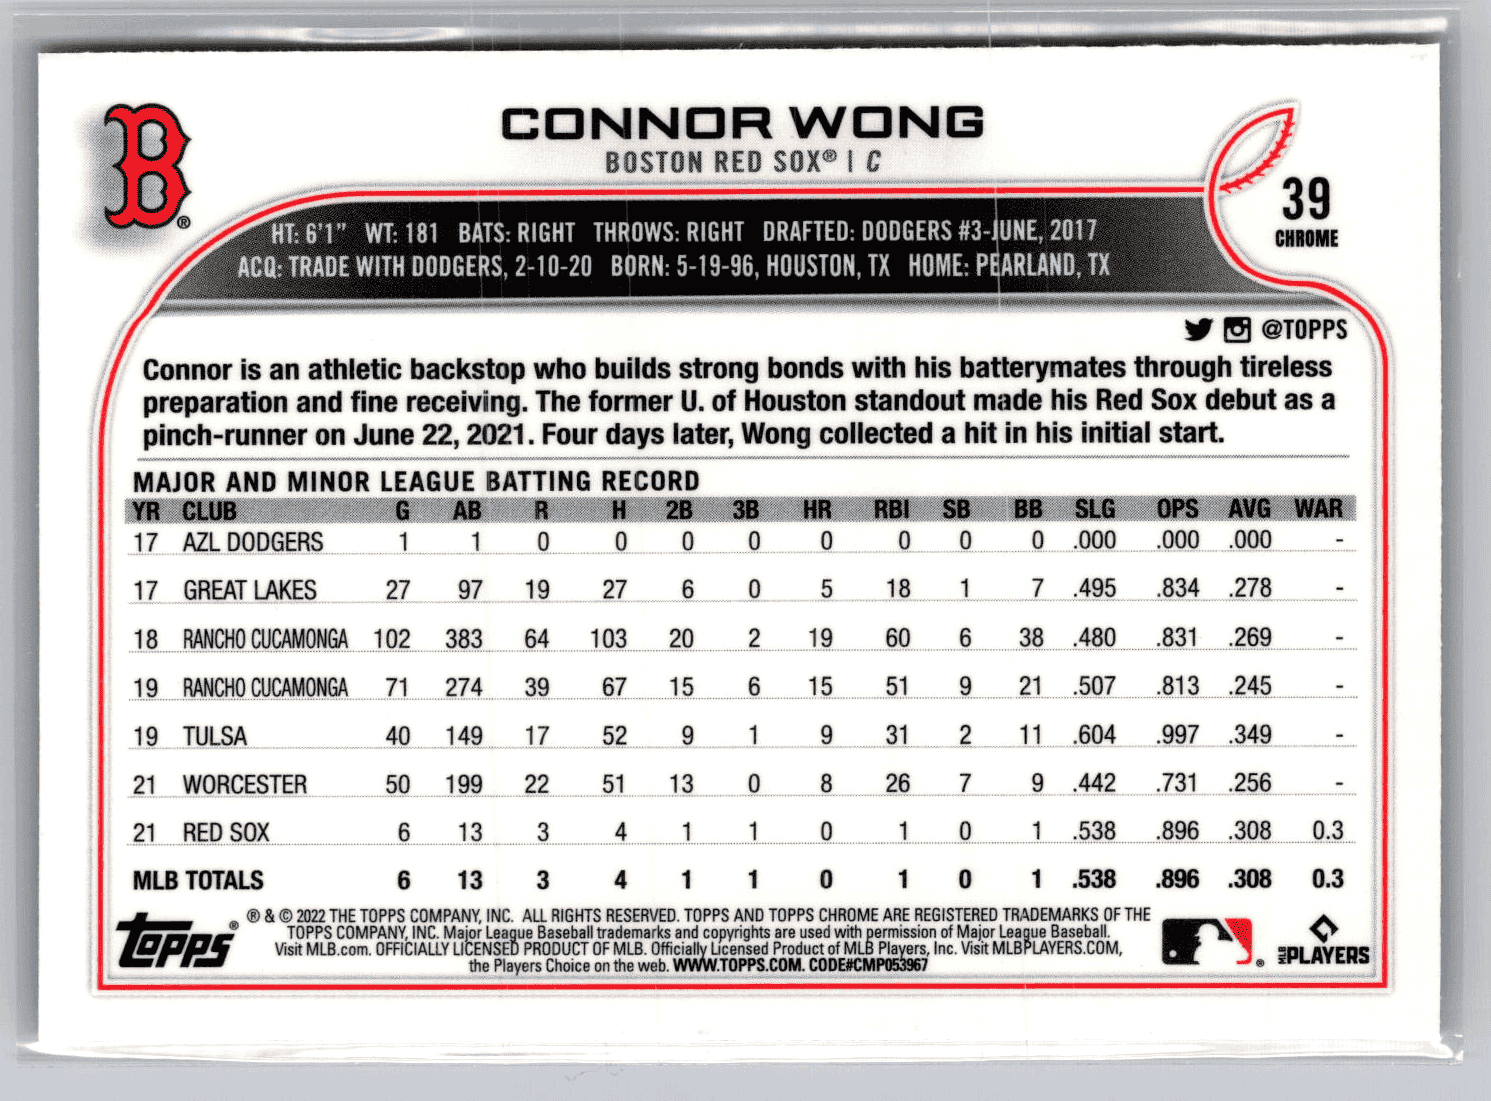 B
®
CONNOR WONG
BOSTON RED SOX® | C
39
CHROME
HT: 6'1" WT: 181 BATS: RIGHT THROWS: RIGHT DRAFTED: DODGERS #3-JUNE, 2017
ACQ: TRADE WITH DODGERS, 2-10-20 BORN: 5-19-96, HOUSTON, TX HOME: PEARLAND, TX
@TOPPS
Connor is an athletic backstop who builds strong bonds with his batterymates through tireless
preparation and fine receiving. The former U. of Houston standout made his Red Sox debut as a
pinch-runner on June 22, 2021. Four days later, Wong collected a hit in his initial start.
MAJOR AND MINOR LEAGUE BATTING RECORD
YR CLUB G AB R H 2B 3B HR RBI SB BB SLG OPS AVG WAR
17 AZL DODGERS 1 1 0 0 0 0 0 0 0 0 .000 .000 .000 -
17 GREAT LAKES 27 97 19 27 6 0 5 18 1 7 .495 .834 .278 -
18 RANCHO CUCAMONGA 102 383 64 103 20 2 19 60 6 38 .480 .831 .269 -
19 RANCHO CUCAMONGA 71 274 39 67 15 6 15 51 9 21 .507 .813 .245 -
19 TULSA 40 149 17 52 9 1 9 31 2 11 .604 .997 .349 -
21 WORCESTER 50 199 22 51 13 0 8 26 7 9 .442 .731 .256 -
21 RED SOX 6 13 3 4 1 1 0 1 0 1 .538 .896 .308 0.3
MLB TOTALS 6 13 3 4 1 1 0 1 0 1 .538 .896 .308 0.3
topps®
® & © 2022 THE TOPPS COMPANY, INC. ALL RIGHTS RESERVED. TOPPS AND TOPPS CHROME ARE REGISTERED TRADEMARKS OF THE
TOPPS COMPANY, INC. Major League Baseball trademarks and copyrights are used with permission of Major League Baseball.
Visit MLB.com. OFFICIALLY LICENSED PRODUCT OF MLB. Officially Licensed Product of MLB Players, Inc. Visit MLBPLAYERS.COM,
the Players Choice on the web. WWW.TOPPS.COM. CODE#CMP053967
®
MLB PLAYERS